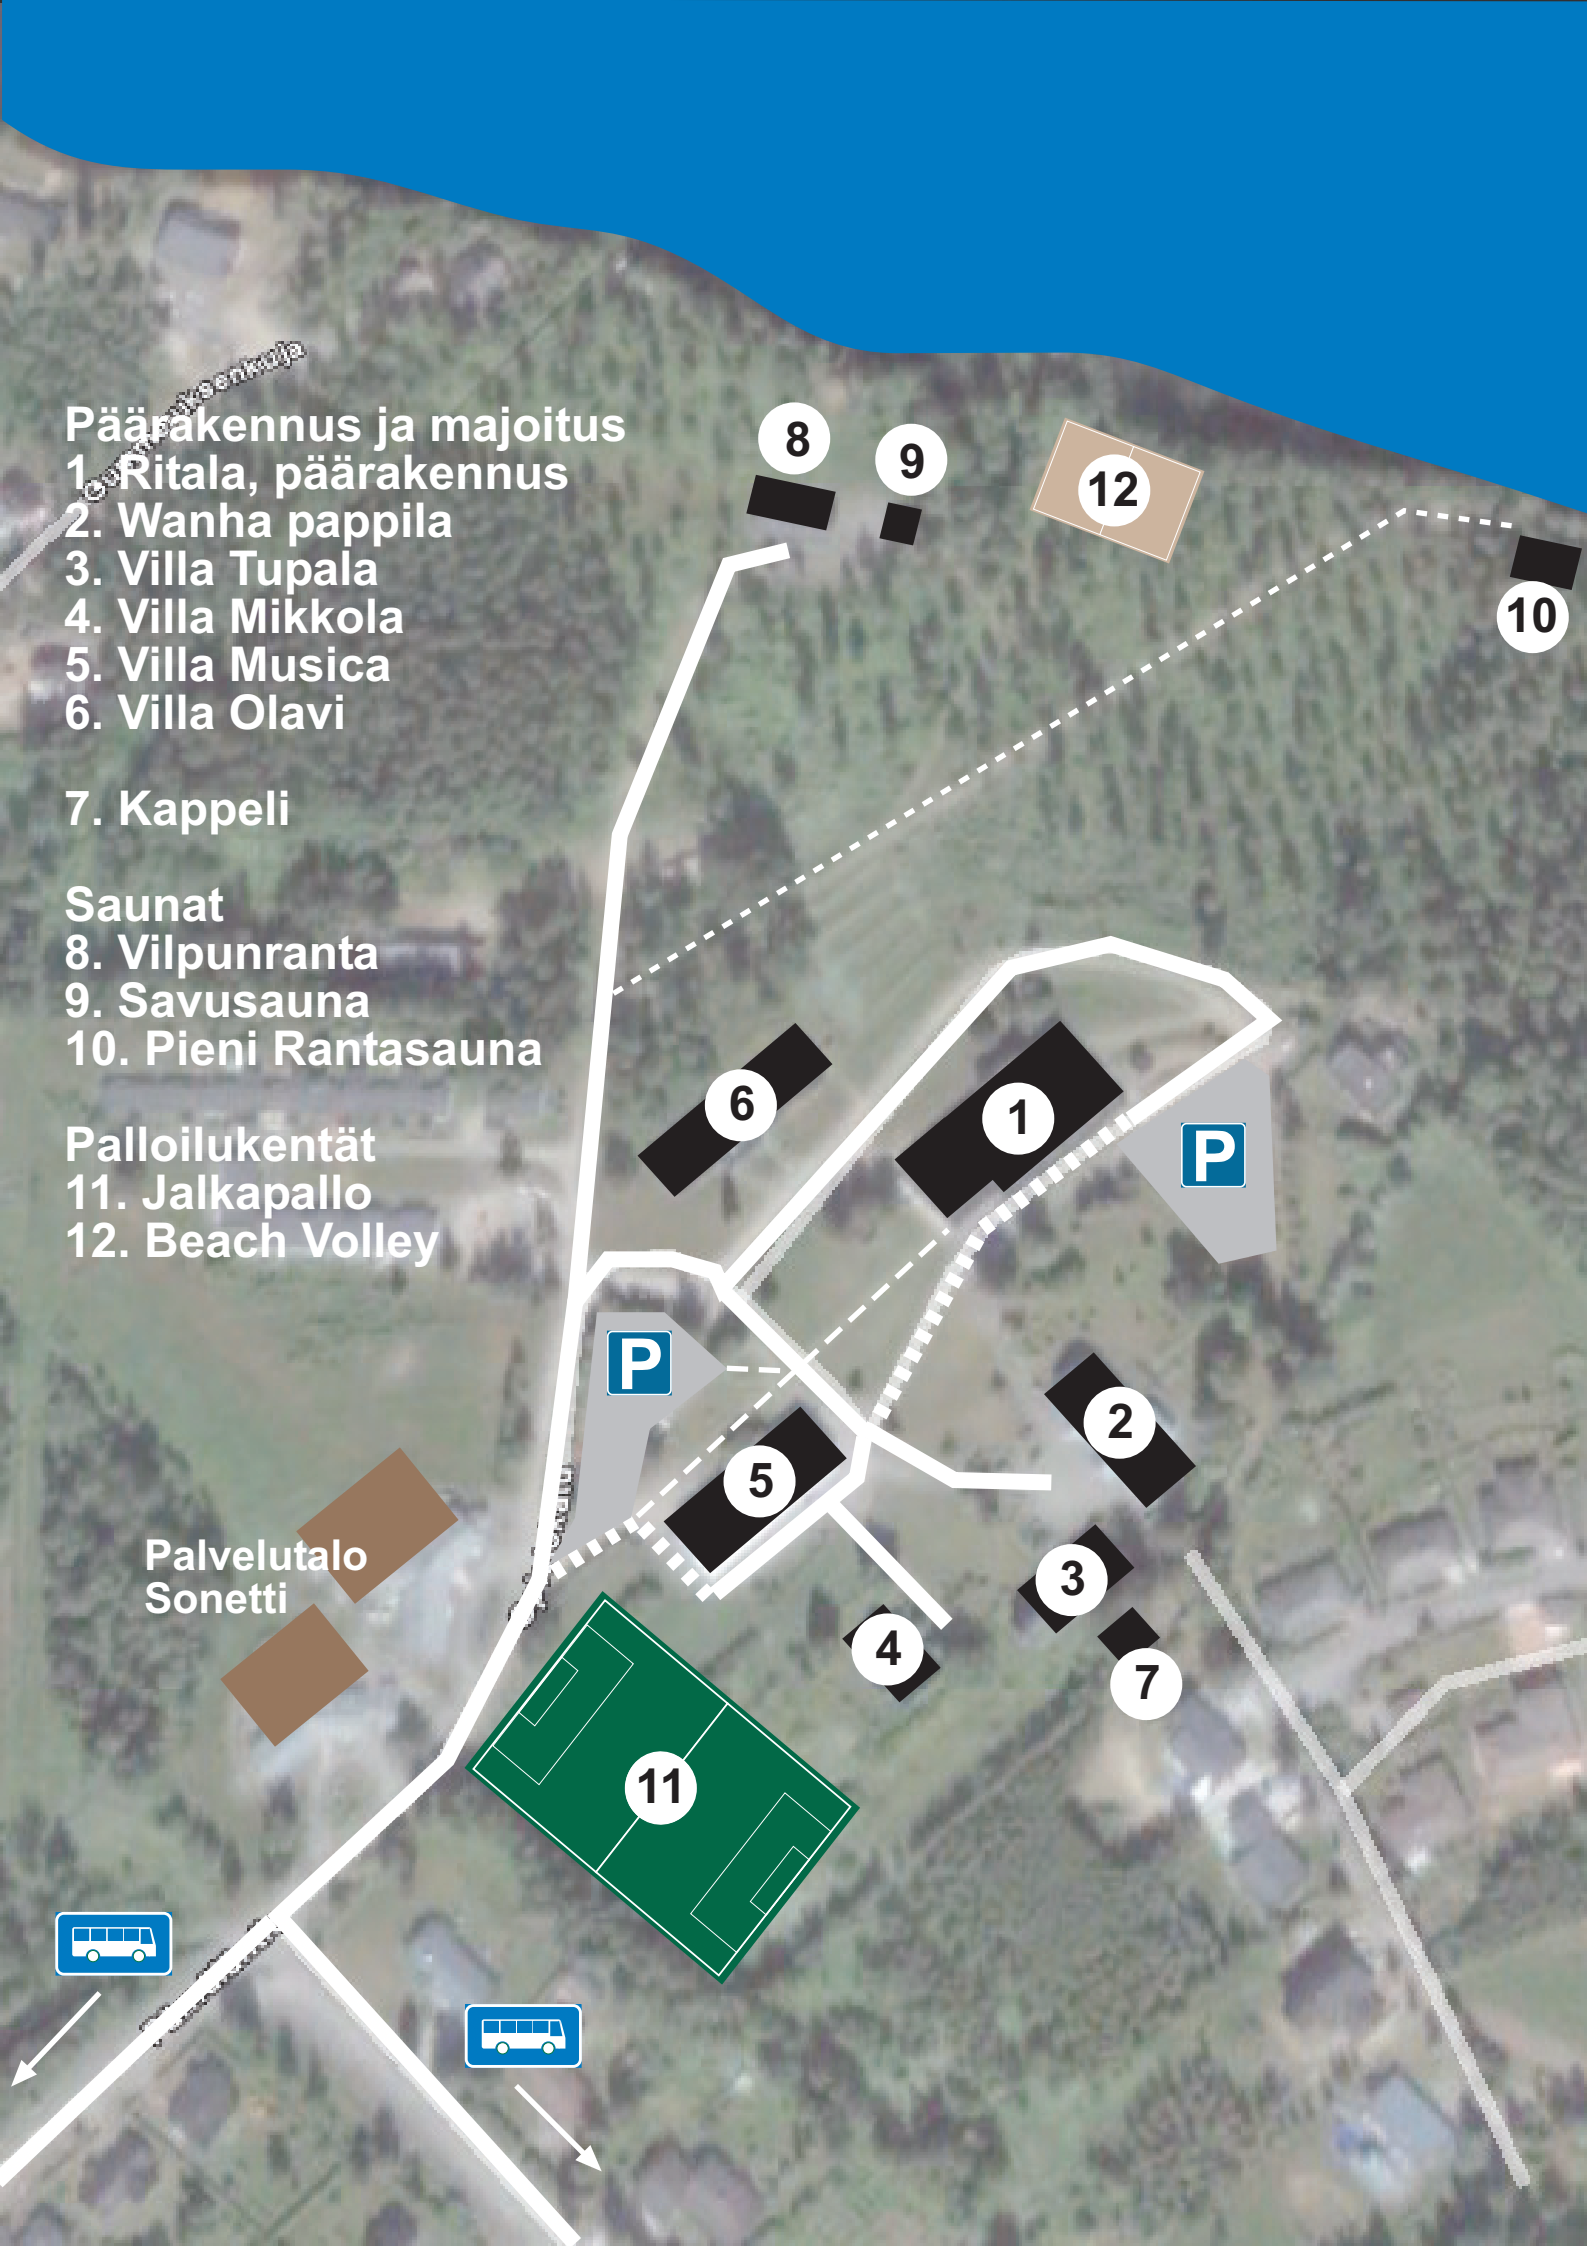 Päärakennus ja majoitus
1. Ritala, päärakennus
2. Wanha pappila
3. Villa Tupala
4. Villa Mikkola
5. Villa Musica
6. Villa Olavi
7. Kappeli
Saunat
8. Vilpunranta
9. Savusauna
10. Pieni Rantasauna
Palloilukentät
11. Jalkapallo
12. Beach Volley
8
9
12
10
6
1
P
P
2
5
3
4
7
Palvelutalo
Sonetti
11